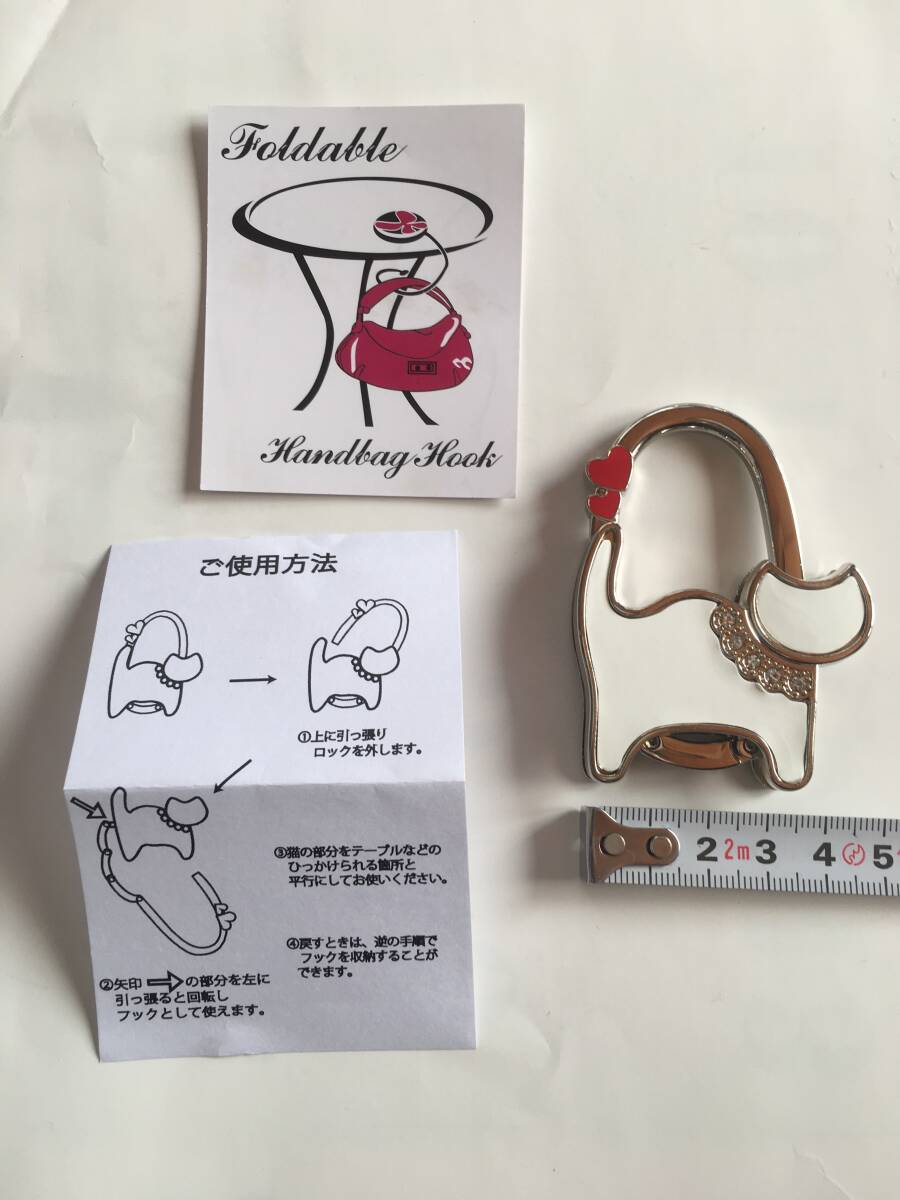 Foldable
Handbag Hook
ご使用方法
①上に引っ張り
ロックを外します。
③猫の部分をテーブルなどの
ひっかけられる箇所と
平行にしてお使いください。
④戻すときは、逆の手順で
フックを収納することが
できます。
②矢印⇨の部分を左に
引っ張ると回転し
フックとして使えます。
2 2m 3 4 5